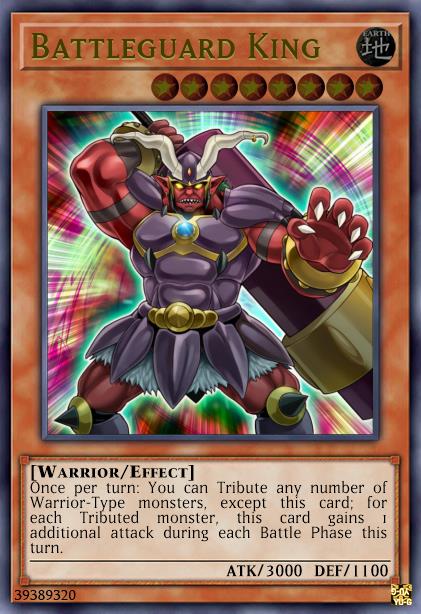 Battleguard King
EARTH
地
[Warrior/Effect]
Once per turn: You can Tribute any number of
Warrior-Type monsters, except this card; for
each Tributed monster, this card gains 1
additional attack during each Battle Phase this
turn.
ATK/3000 DEF/1100
39389320